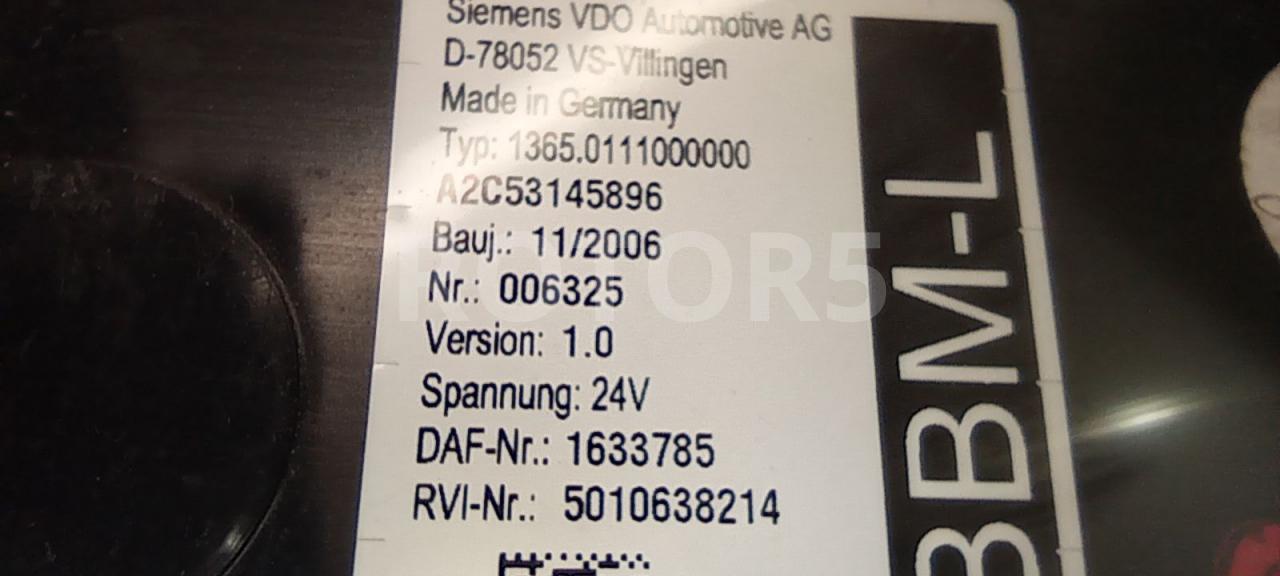 Siemens VDO Automotive AG
D-78052 VS-Villingen
Made in Germany
Typ: 1365.0111000000
A2C53145896
Bauj.: 11/2006
Nr.: 006325
Version: 1.0
Spannung: 24V
DAF-Nr.: 1633785
RVI-Nr.: 5010638214
BBM-L
ROTOR5